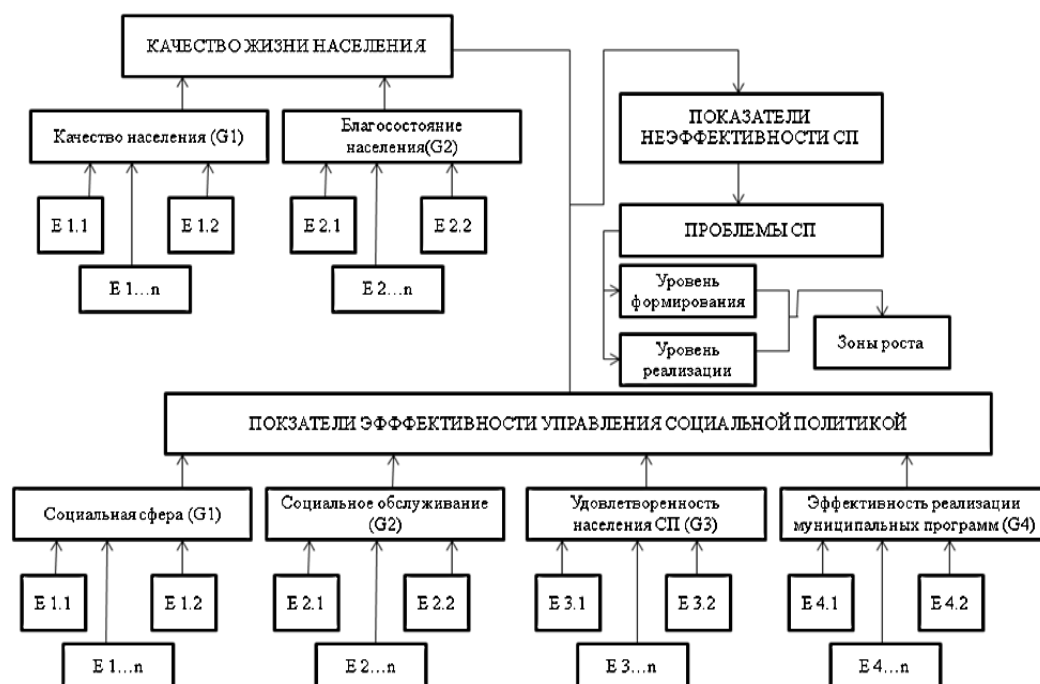 КАЧЕСТВО ЖИЗНИ НАСЕЛЕНИЯ
Качество населения (G1)
Благосостояние
населения(G2)
E 1.1
E 1.2
E 2.1
E 2.2
E 1…n
E 2…n
ПОКАЗАТЕЛИ
НЕЭФФЕКТИВНОСТИ СП
ПРОБЛЕМЫ СП
Уровень
формирования
Уровень
реализации
Зоны роста
ПОКЗАТЕЛИ ЭФФФЕКТИВНОСТИ УПРАВЛЕНИЯ СОЦИАЛЬНОЙ ПОЛИТИКОЙ
Социальная сфера (G1)
Социальное обслуживание
(G2)
Удовлетворенность
населения СП (G3)
Эффективность реализации
муниципальных программ (G4)
E 1.1
E 1.2
E 2.1
E 2.2
E 3.1
E 3.2
E 4.1
E 4.2
E 1…n
E 2…n
E 3…n
E 4…n